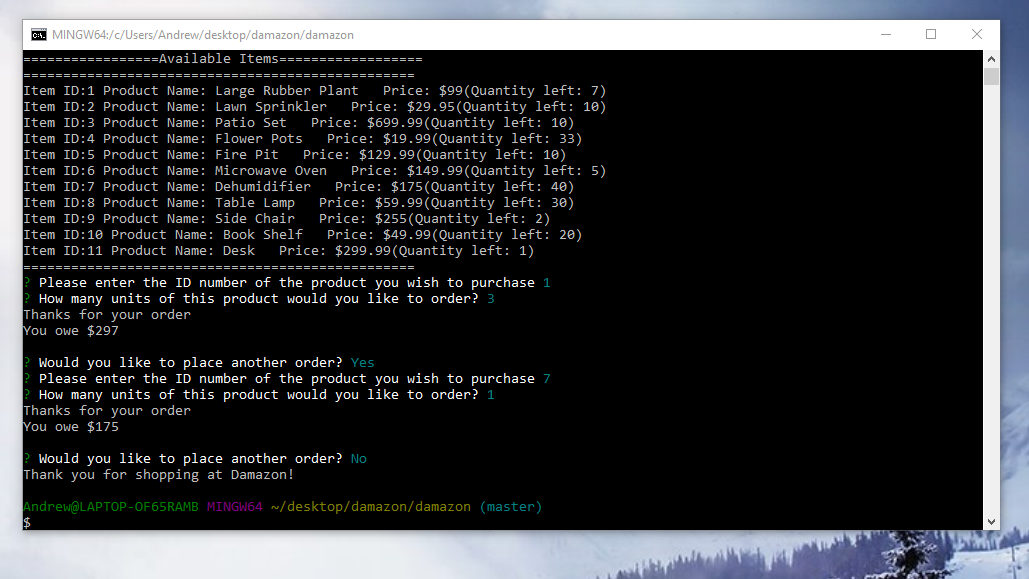 MINGW64:/c/Users/Andrew/desktop/damazon/damazon
=================Available Items==================
=================================================
Item ID:1 Product Name: Large Rubber Plant   Price: $99(Quantity left: 7)
Item ID:2 Product Name: Lawn Sprinkler   Price: $29.95(Quantity left: 10)
Item ID:3 Product Name: Patio Set   Price: $699.99(Quantity left: 10)
Item ID:4 Product Name: Flower Pots   Price: $19.99(Quantity left: 33)
Item ID:5 Product Name: Fire Pit   Price: $129.99(Quantity left: 10)
Item ID:6 Product Name: Microwave Oven   Price: $149.99(Quantity left: 5)
Item ID:7 Product Name: Dehumidifier   Price: $175(Quantity left: 40)
Item ID:8 Product Name: Table Lamp   Price: $59.99(Quantity left: 30)
Item ID:9 Product Name: Side Chair   Price: $255(Quantity left: 2)
Item ID:10 Product Name: Book Shelf   Price: $49.99(Quantity left: 20)
Item ID:11 Product Name: Desk   Price: $299.99(Quantity left: 1)
=================================================
? Please enter the ID number of the product you wish to purchase 1
? How many units of this product would you like to order? 3
Thanks for your order
You owe $297
? Would you like to place another order? Yes
? Please enter the ID number of the product you wish to purchase 7
? How many units of this product would you like to order? 1
Thanks for your order
You owe $175
? Would you like to place another order? No
Thank you for shopping at Damazon!
Andrew@LAPTOP-OF65RAMB MINGW64 ~/desktop/damazon/damazon (master)
$